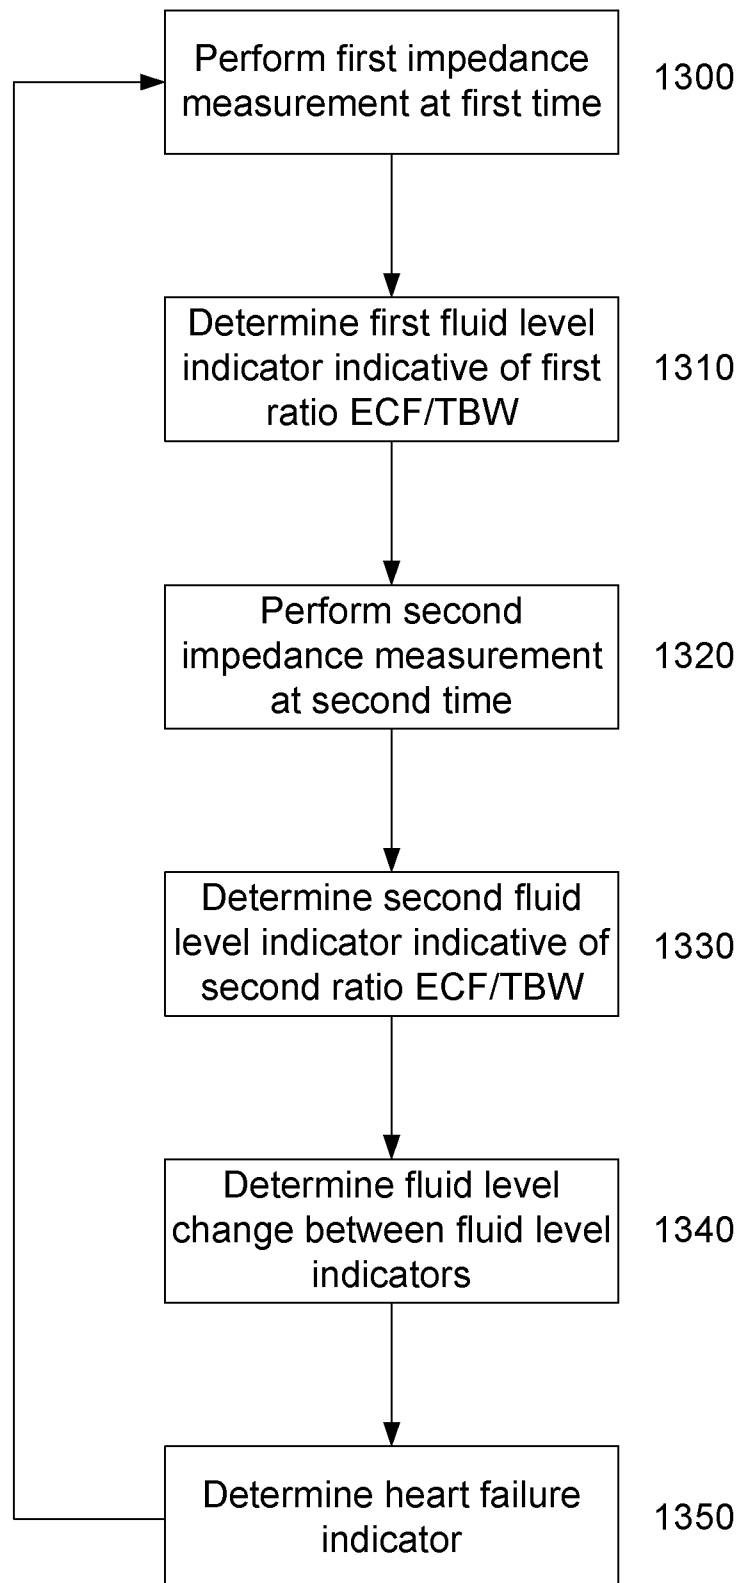 Perform first impedance
measurement at first time
1300
Determine first fluid level
indicator indicative of first
ratio ECF/TBW
1310
Perform second
impedance measurement
at second time
1320
Determine second fluid
level indicator indicative of
second ratio ECF/TBW
1330
Determine fluid level
change between fluid level
indicators
1340
Determine heart failure
indicator
1350